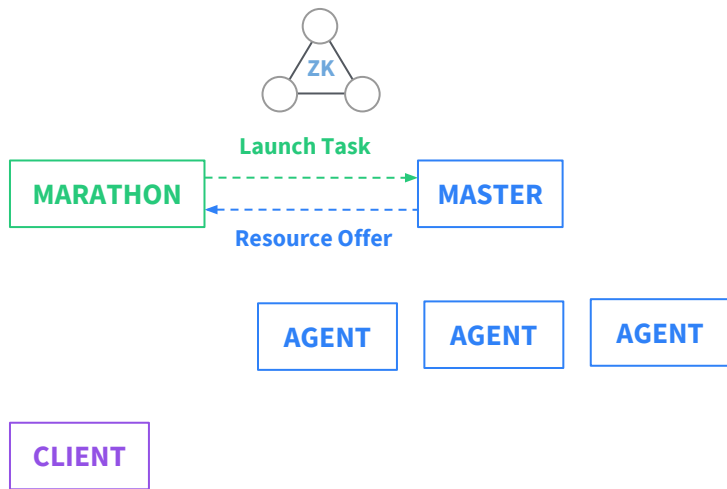 ZK
Launch Task
MARATHON
MASTER
Resource Offer
AGENT
AGENT
AGENT
CLIENT